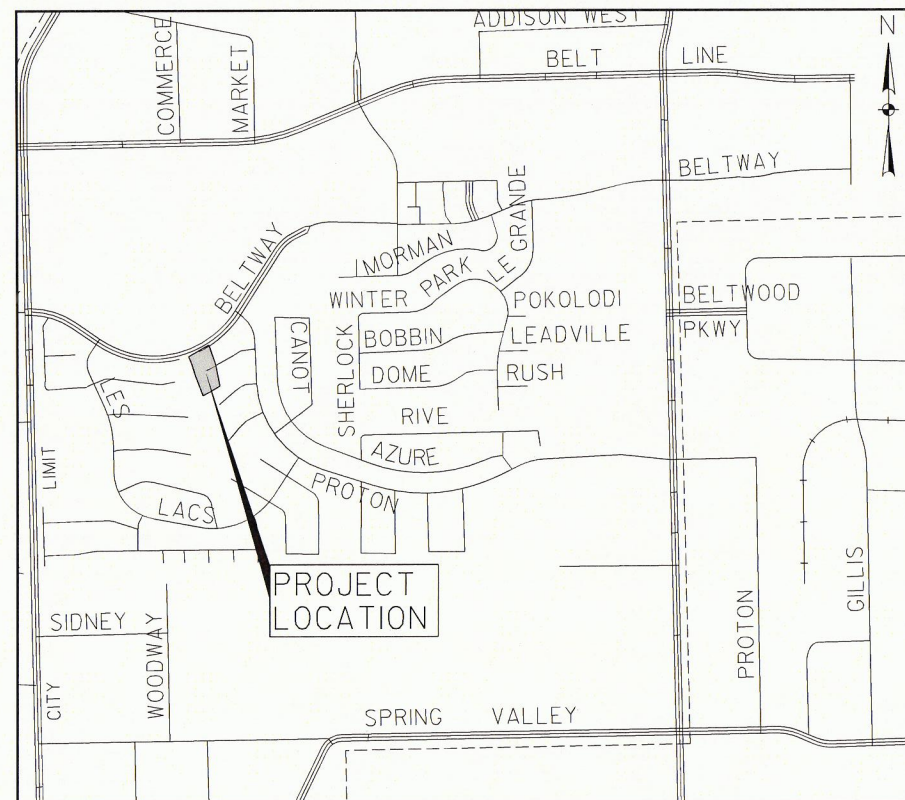 ADDISON WEST
N
COMMERCE
MARKET
BELT LINE
BELTWAY
LE GRANDE
BELTWAY
MORMAN
WINTER PARK
POKOLODI
BELTWOOD
PKWY
CANOT
SHERLOCK
BOBBIN
LEADVILLE
DOME
RUSH
LES
LACS
RIVE
AZURE
PROTON
LIMIT
PROJECT
LOCATION
SIDNEY
WOODWAY
CITY
PROTON
GILLIS
SPRING VALLEY